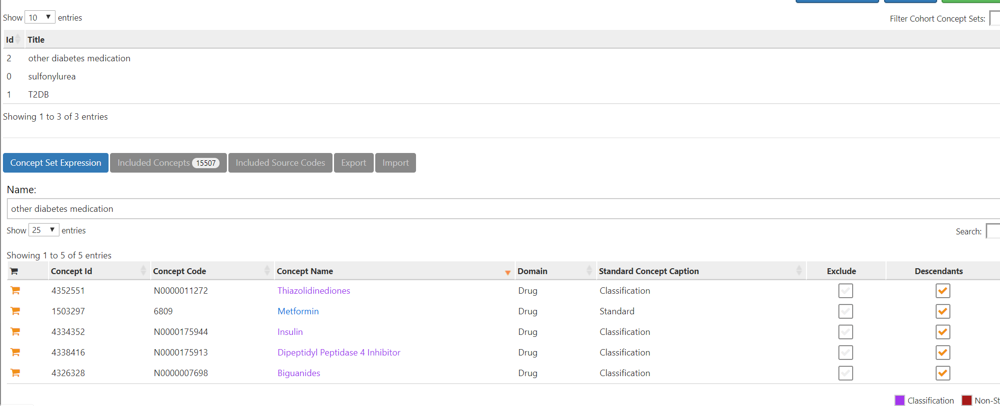 Show 10 entries
Filter Cohort Concept Sets:
Id Title
2 other diabetes medication
0 sulfonylurea
1 T2DB
Showing 1 to 3 of 3 entries
Concept Set Expression Included Concepts 15507 Included Source Codes Export Import
Name:
other diabetes medication
Show 25 entries
Search:
Showing 1 to 5 of 5 entries
Concept Id Concept Code Concept Name Domain Standard Concept Caption Exclude Descendants
4352551 N0000011272 Thiazolidinediones Drug Classification
1503297 6809 Metformin Drug Standard
4334352 N0000175944 Insulin Drug Classification
4338416 N0000175913 Dipeptidyl Peptidase 4 Inhibitor Drug Classification
4326328 N0000007698 Biguanides Drug Classification
Classification Non-St